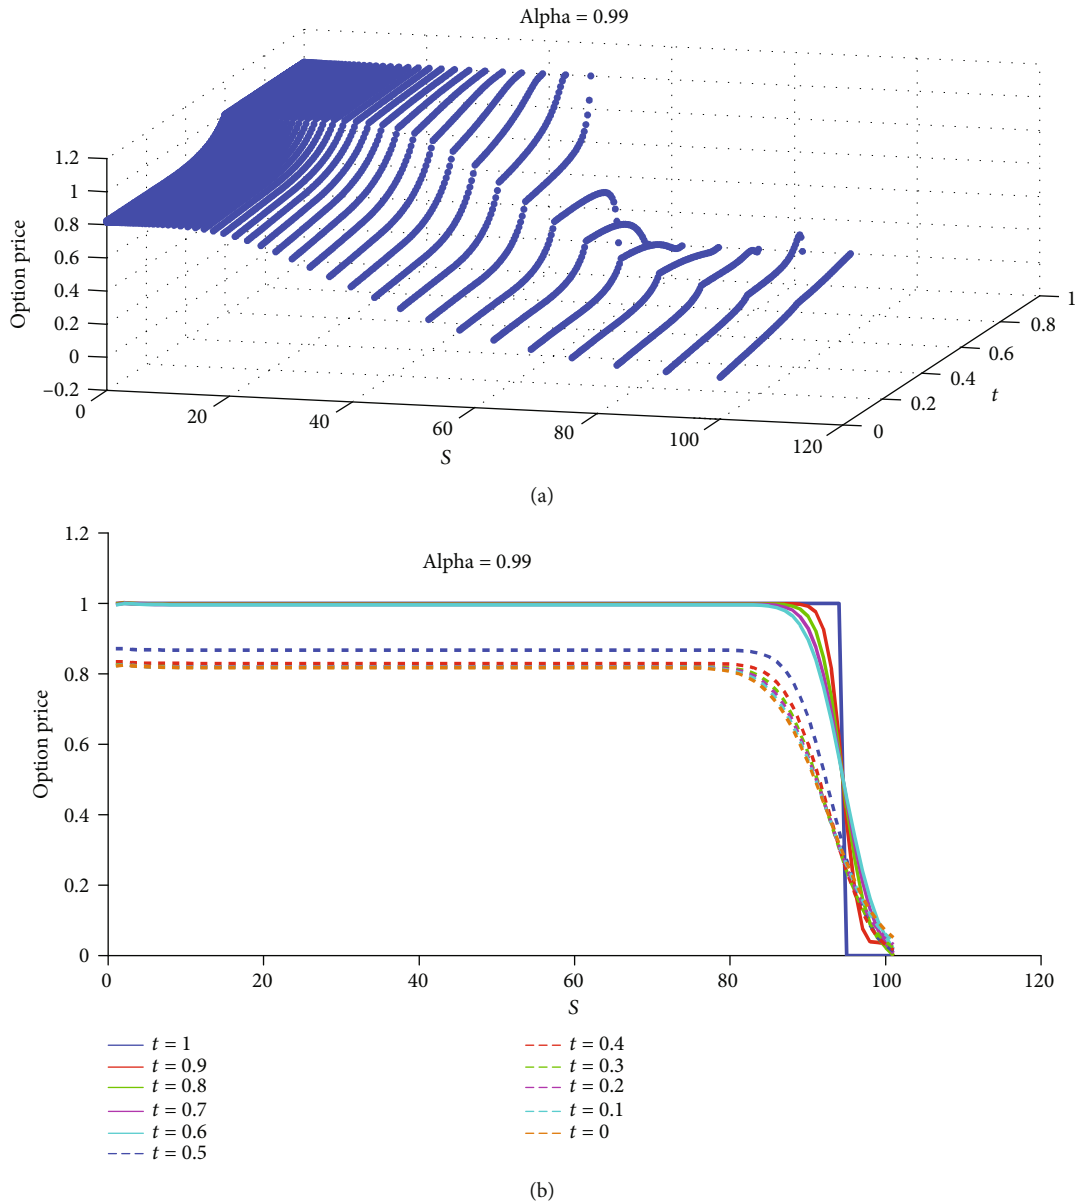 Alpha = 0.99
1.2
1
0.8
0.6
0.4
0.2
0
–0.2
Option price
0
20
40
60
80
100
120
S
0
0.2
0.4
0.6
0.8
1
t
(a)
Alpha = 0.99
1.2
1
0.8
0.6
0.4
0.2
0
Option price
0 20 40 60 80 100 120
S
t = 1
t = 0.9
t = 0.8
t = 0.7
t = 0.6
t = 0.5
t = 0.4
t = 0.3
t = 0.2
t = 0.1
t = 0
(b)